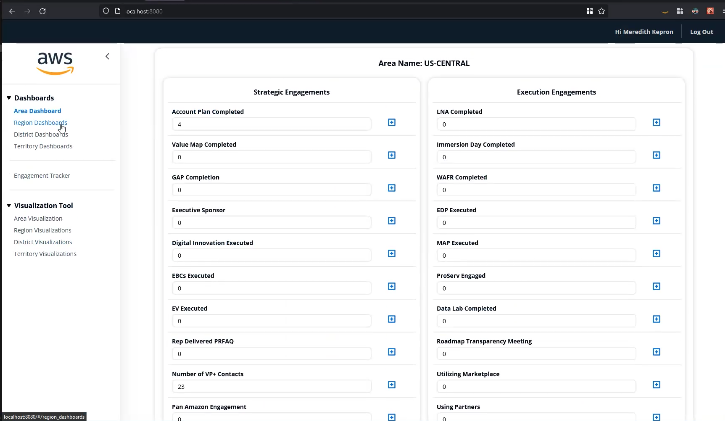 localhost:8080
Hi Meredith Kepron
Log Out
aws
Dashboards
Area Dashboard
Region Dashboards
District Dashboards
Territory Dashboards
Engagement Tracker
Visualization Tool
Area Visualization
Region Visualizations
District Visualizations
Territory Visualizations
Area Name: US-CENTRAL
Strategic Engagements
Account Plan Completed
4
Value Map Completed
0
GAP Completion
0
Executive Sponsor
0
Digital Innovation Executed
0
EBCs Executed
0
EV Executed
0
Rep Delivered PRFAQ
0
Number of VP+ Contacts
23
Pan Amazon Engagement
0
Execution Engagements
LNA Completed
0
Immersion Day Completed
0
WAFR Completed
0
EDP Executed
0
MAP Executed
0
ProServ Engaged
0
Data Lab Completed
0
Roadmap Transparency Meeting
0
Utilizing Marketplace
0
Using Partners
0
localhost:8080/#/region_dashboards